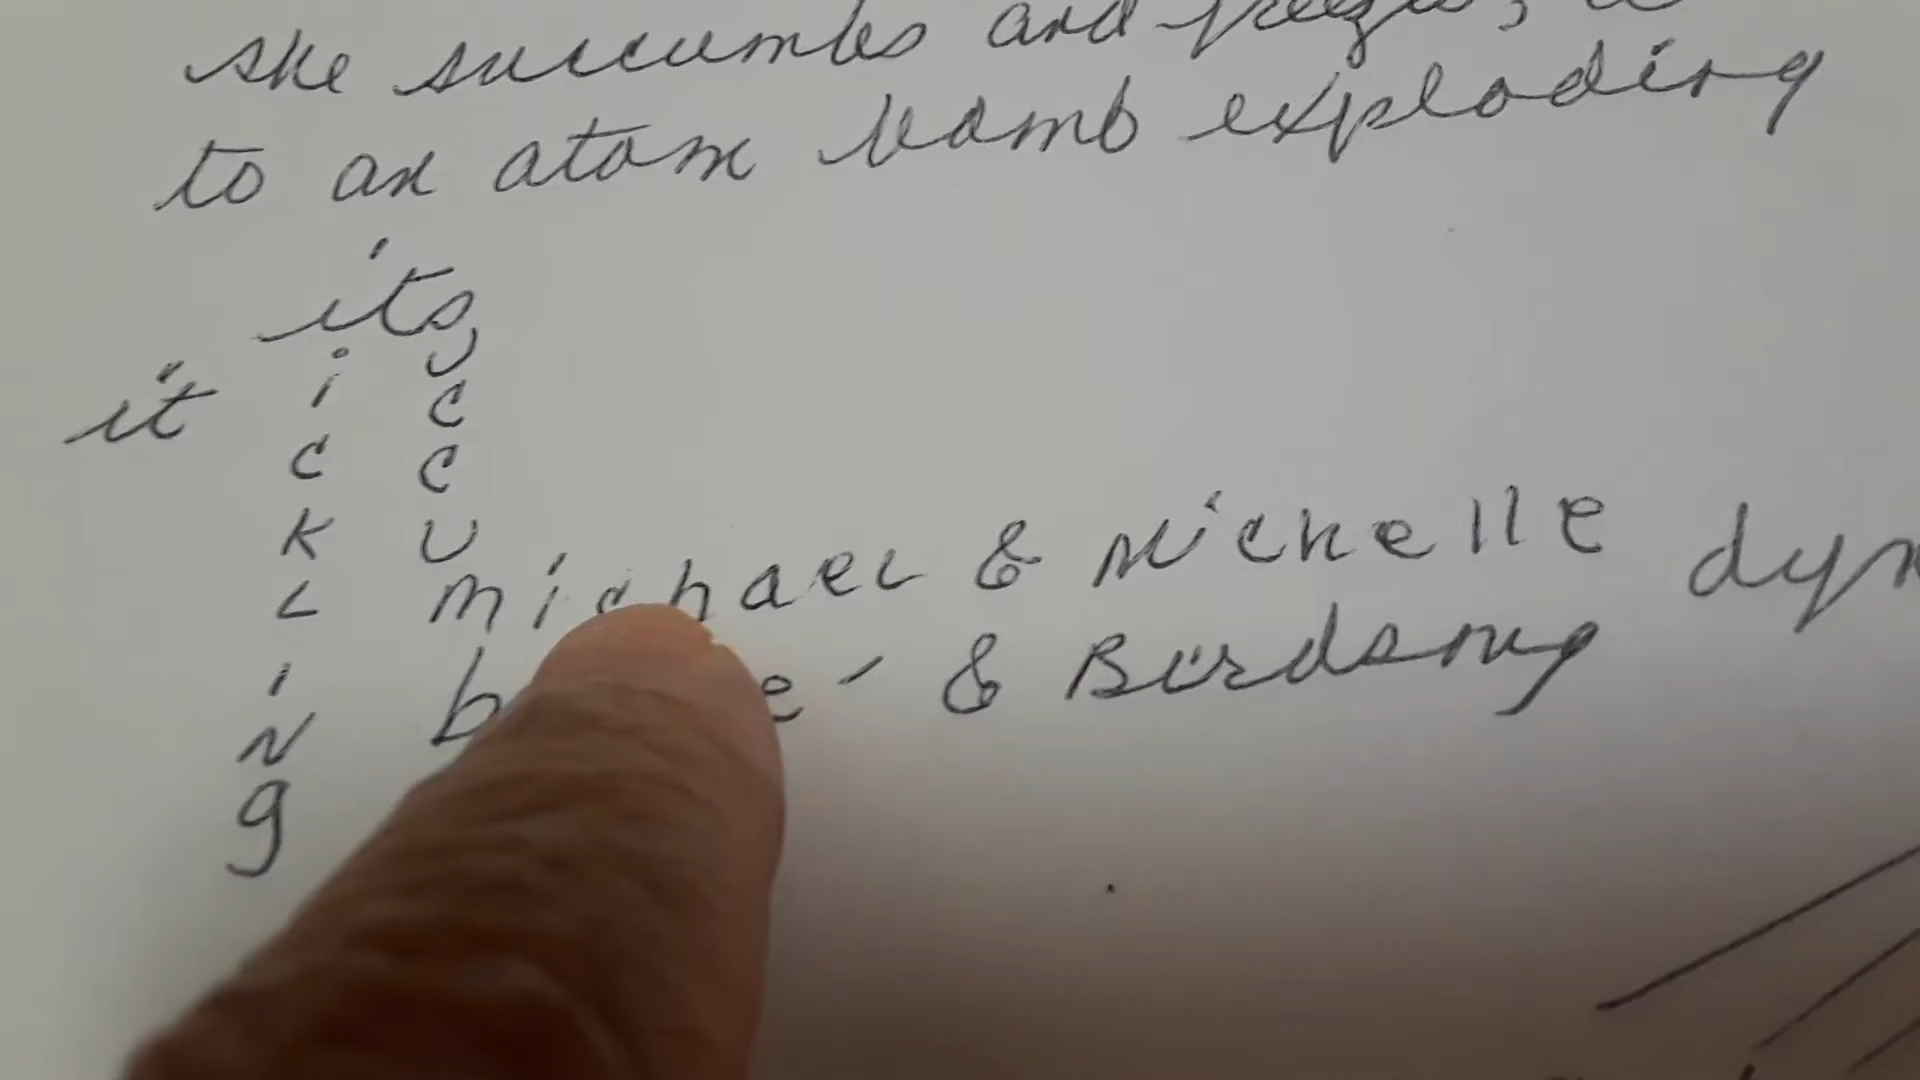 she succumbs and
to an atom bomb exploding
its
it i U
C C
K C
L U
i michael & Michelle
N & Birdsong
g